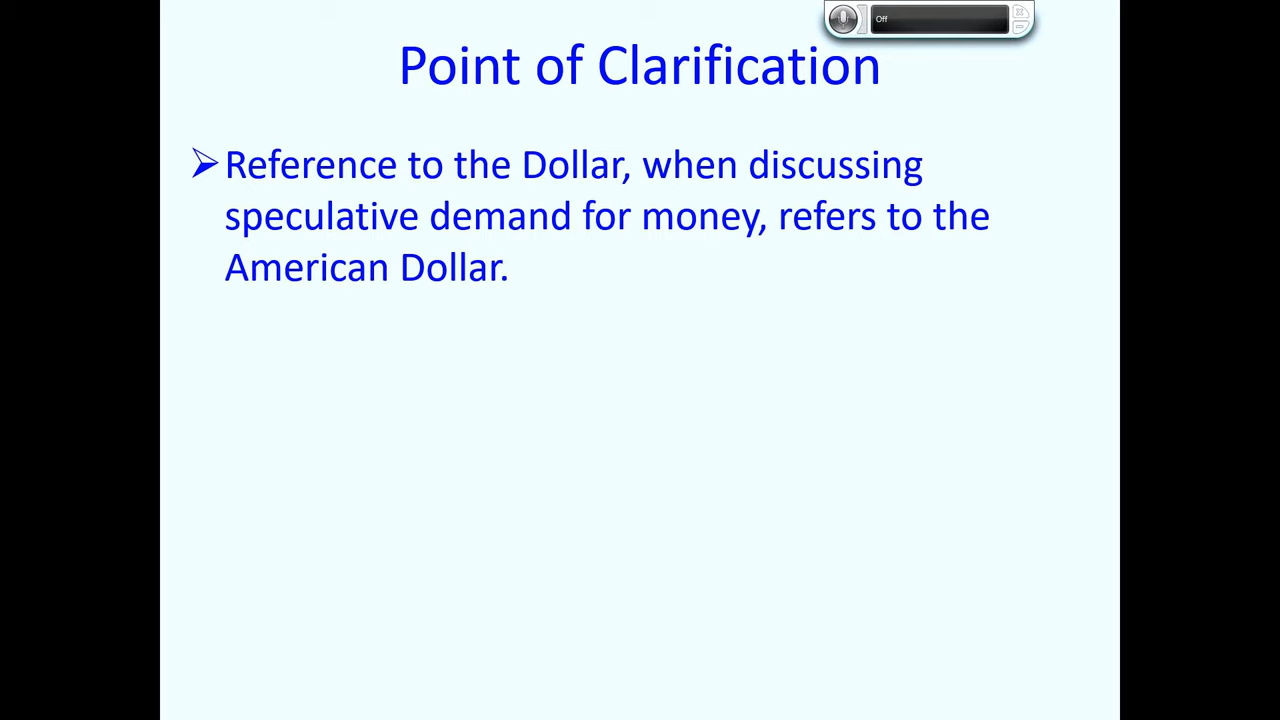 Off
Point of Clarification
➢Reference to the Dollar, when discussing
speculative demand for money, refers to the
American Dollar.